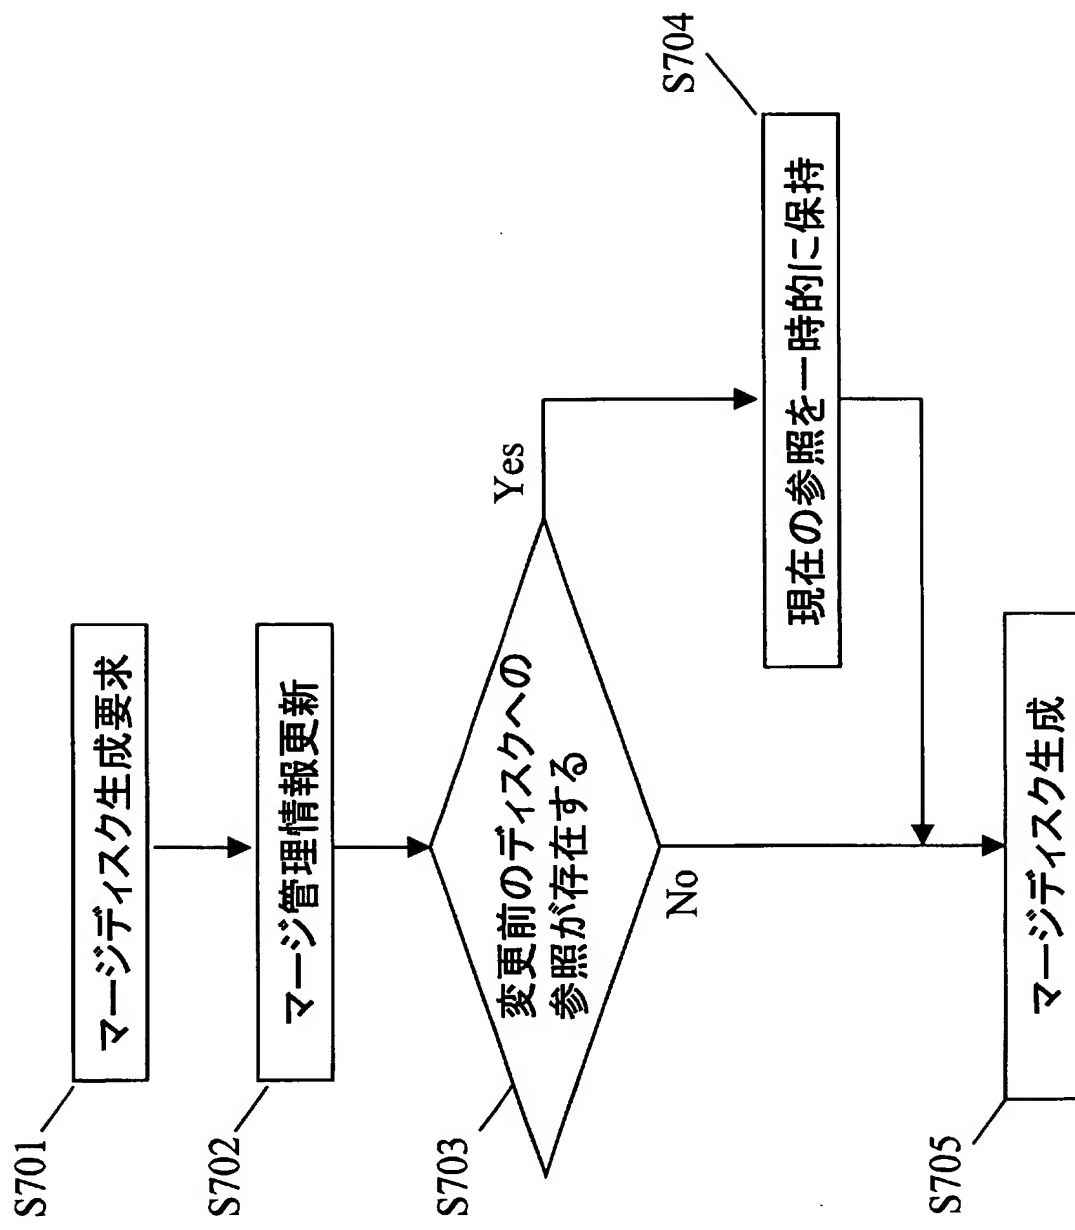 S701
マージディスク生成要求
S702
マージ管理情報更新
S703
変更前のディスクへの
参照が存在する
Yes
No
S704
現在の参照を一時的に保持
S705
マージディスク生成